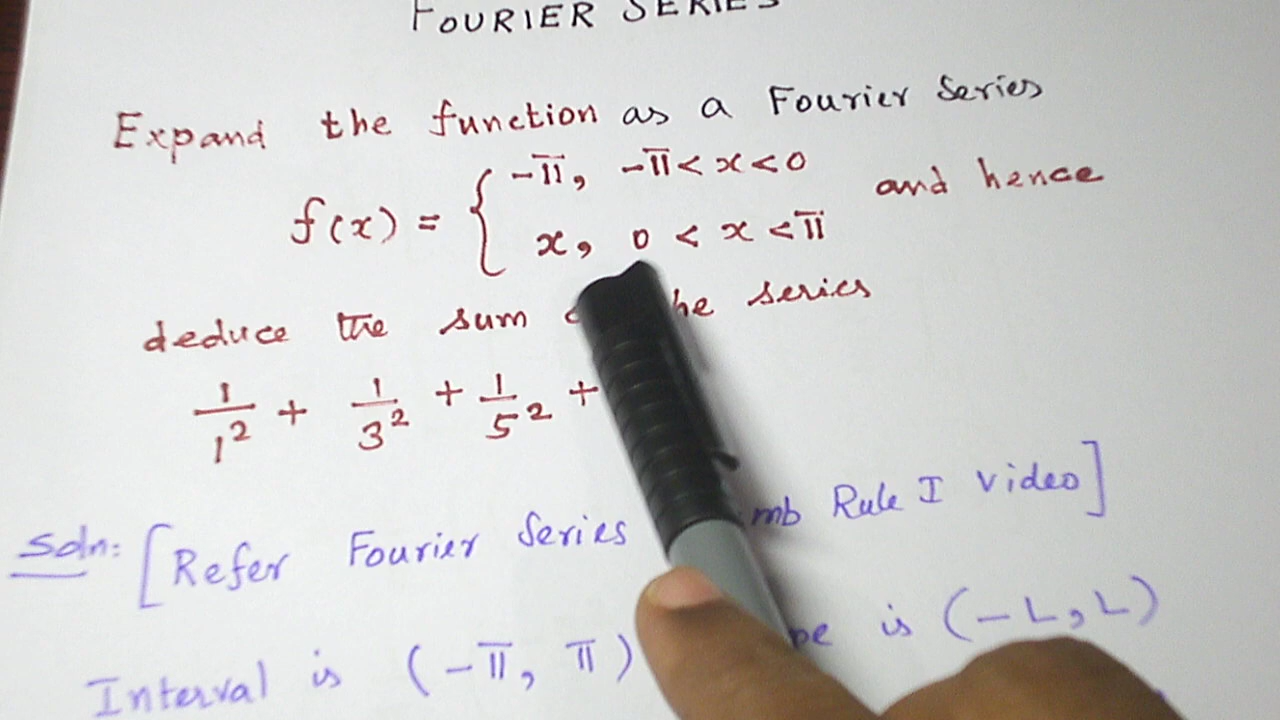 FOURIER SERIES
Expand the function as a Fourier Series
f(x) = { -π, -π < x < 0
x, 0 < x < π
and hence
deduce the sum the series
1/1² + 1/3² + 1/5² +
Soln: [Refer Fourier Series Rule I video]
Interval is (-π, π) is (-L, L)